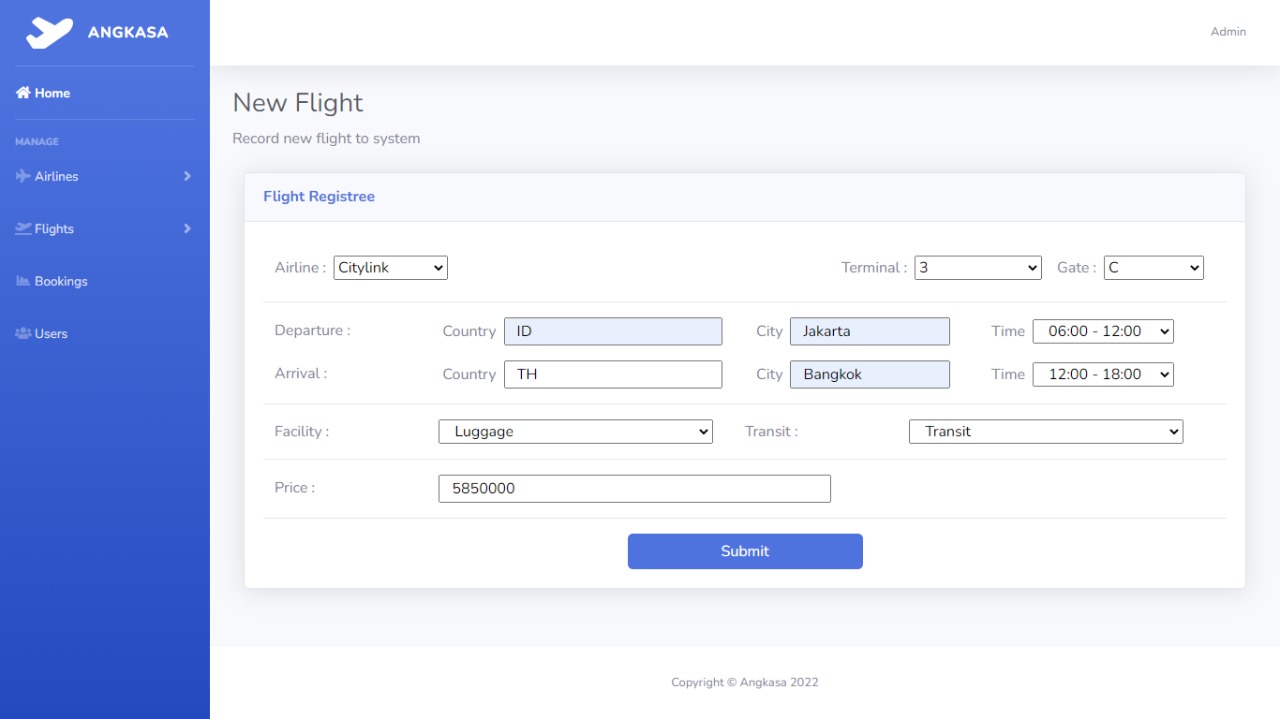 ANGKASA
Admin
Home
MANAGE
Airlines
Flights
Bookings
Users
New Flight
Record new flight to system
Flight Registree
Airline : Citylink Terminal : 3 Gate : C
Departure : Country ID City Jakarta Time 06:00 - 12:00
Arrival : Country TH City Bangkok Time 12:00 - 18:00
Facility : Luggage Transit : Transit
Price : 5850000
Submit
Copyright © Angkasa 2022